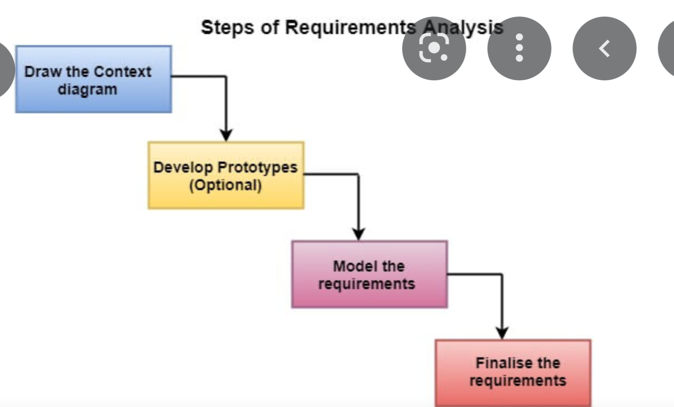 Steps of Requirements Analysis
Draw the Context
diagram
Develop Prototypes
(Optional)
Model the
requirements
Finalise the
requirements